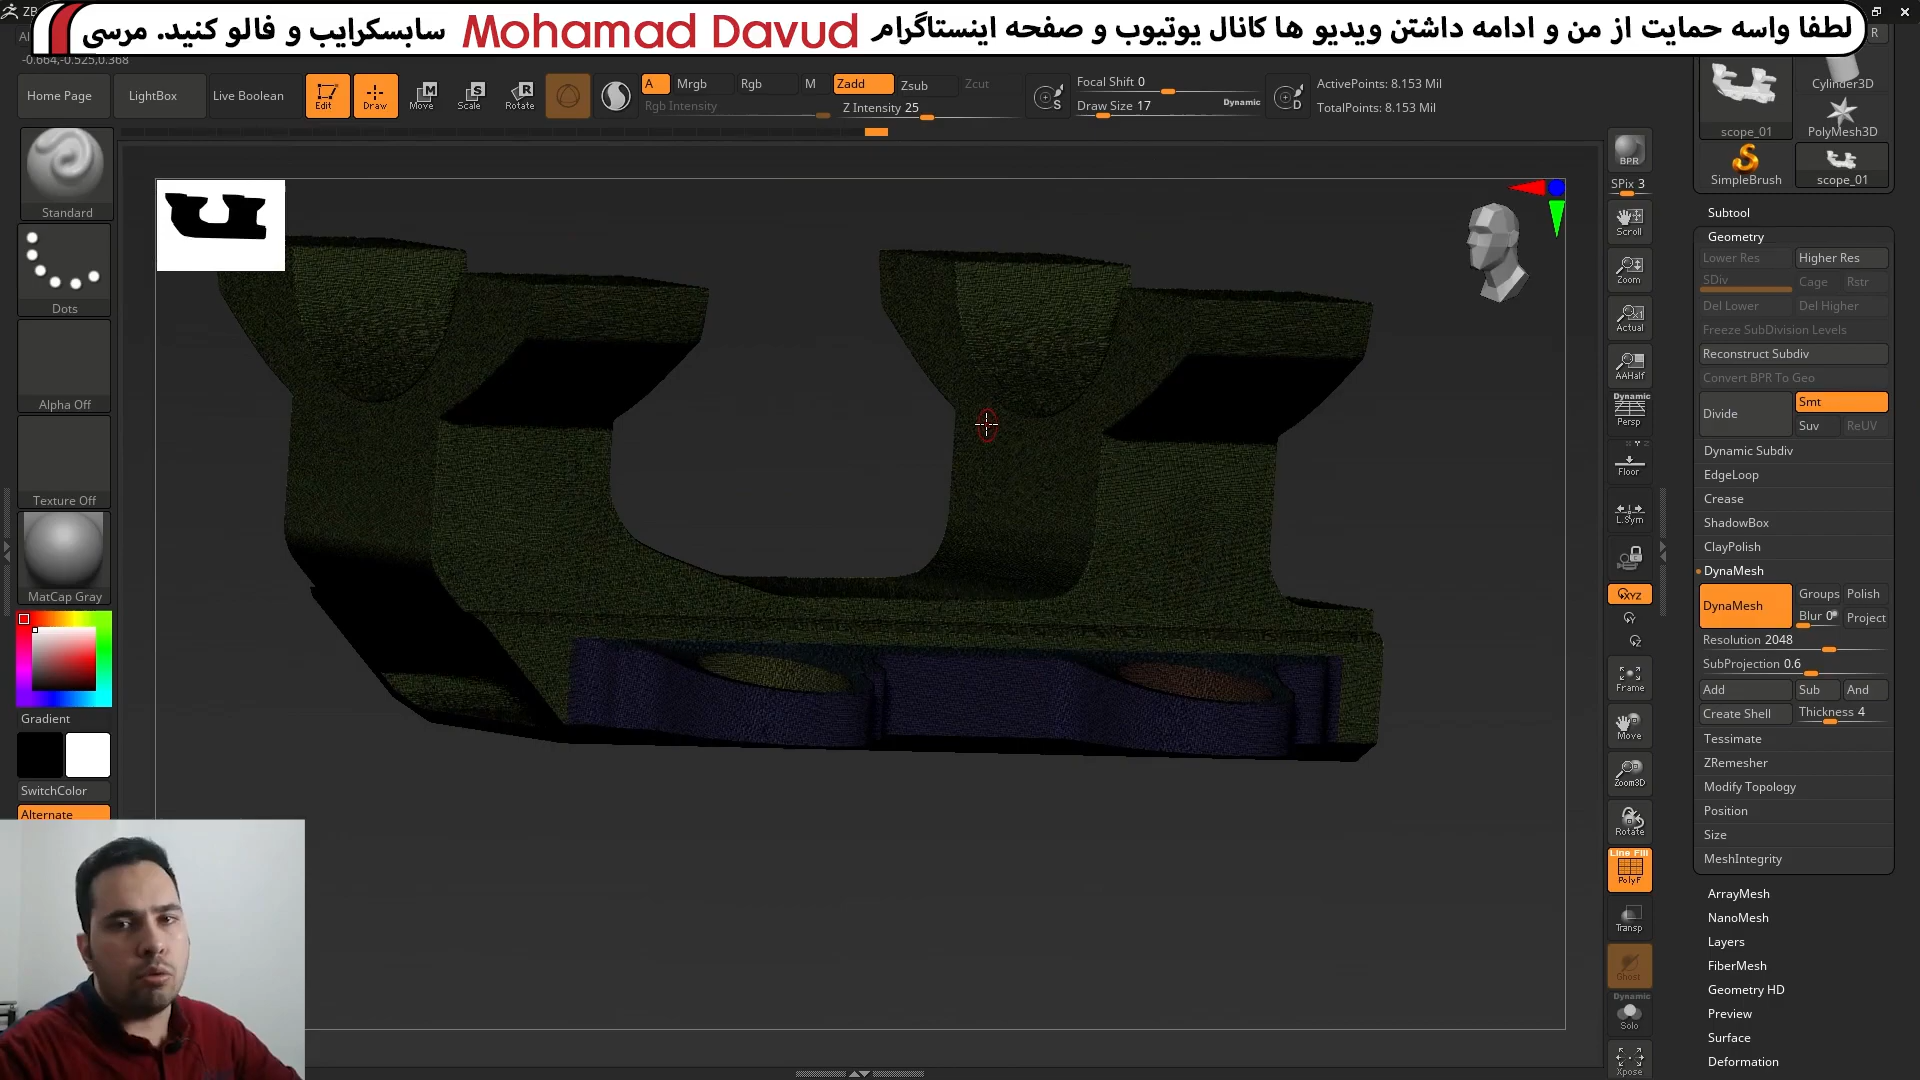 لطفا واسه حمایت از من و ادامه داشتن ویدیو ها کانال یوتیوب و صفحه اینستاگرام Mohamad Davud سابسکرایب و فالو کنید. مرسی
-0.664,-0.525,0.368
Home Page
LightBox
Live Boolean
Edit
Draw
Move
Scale
Rotate
A
Mrgb
Rgb
M
Zadd
Zsub
Zcut
Rgb Intensity
Z Intensity 25
Focal Shift 0
Draw Size 17
Dynamic
ActivePoints: 8.153 Mil
TotalPoints: 8.153 Mil
Standard
Dots
Alpha Off
Texture Off
MatCap Gray
Gradient
SwitchColor
Alternate
BPR
SPix 3
Scroll
Zoom
Actual
AAHalf
Dynamic
Persp
Floor
L.Sym
XYZ
Frame
Move
Zoom3D
Rotate
Line Fill
PolyF
Transp
Ghost
Dynamic
Solo
Xpose
R
Cylinder3D
scope_01
PolyMesh3D
SimpleBrush
scope_01
Subtool
Geometry
Lower Res
Higher Res
SDiv
Cage
Rstr
Del Lower
Del Higher
Freeze SubDivision Levels
Reconstruct Subdiv
Convert BPR To Geo
Divide
Smt
Suv
ReUV
Dynamic Subdiv
EdgeLoop
Crease
ShadowBox
ClayPolish
DynaMesh
DynaMesh
Groups
Polish
Blur 0
Project
Resolution 2048
SubProjection 0.6
Add
Sub
And
Create Shell
Thickness 4
Tessimate
ZRemesher
Modify Topology
Position
Size
MeshIntegrity
ArrayMesh
NanoMesh
Layers
FiberMesh
Geometry HD
Preview
Surface
Deformation